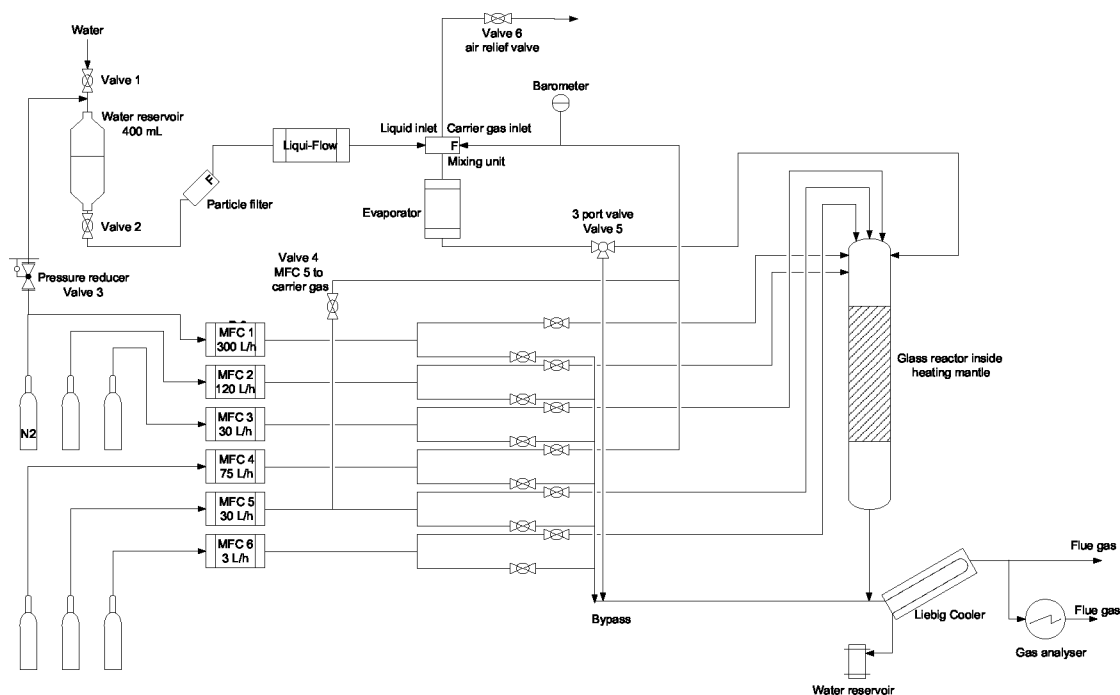 Water
Valve 1
Water reservoir
400 mL
Valve 2
Pressure reducer
Valve 3
N2
F
Particle filter
Liqui-Flow
Valve 6
air relief valve
Barometer
Liquid inlet
Carrier gas inlet
F
Mixing unit
Evaporator
3 port valve
Valve 5
Valve 4
MFC 5 to
carrier gas
MFC 1
300 L/h
MFC 2
120 L/h
MFC 3
30 L/h
MFC 4
75 L/h
MFC 5
30 L/h
MFC 6
3 L/h
Glass reactor inside
heating mantle
Bypass
Liebig Cooler
Water reservoir
Flue gas
Flue gas
Gas analyser